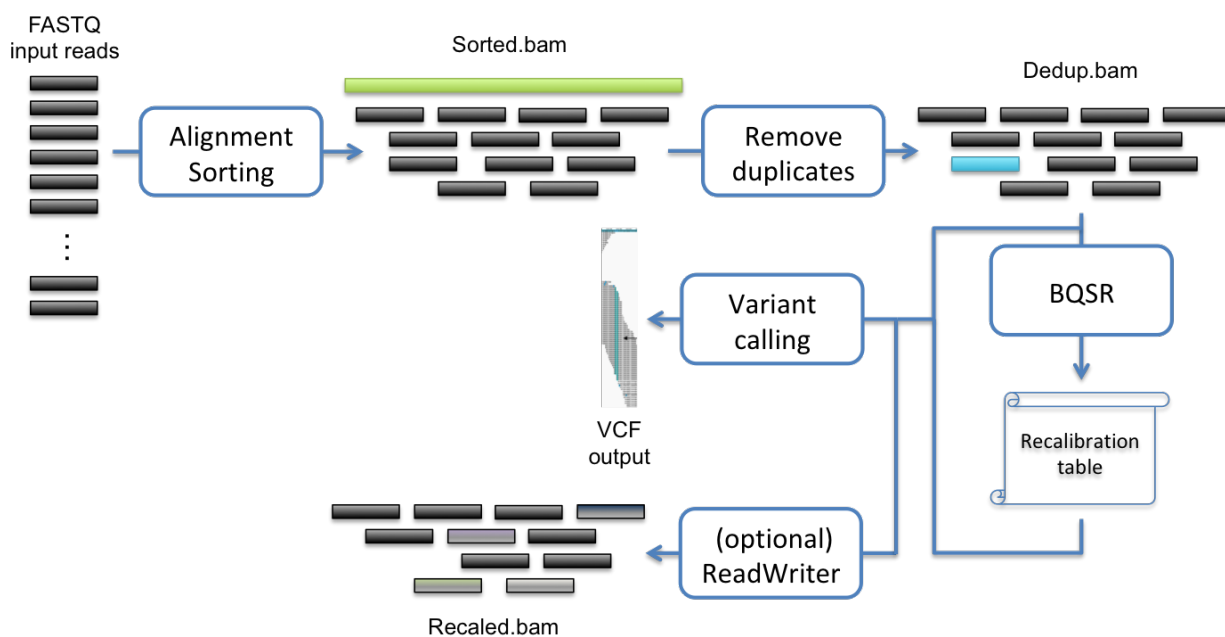 FASTQ
input reads
Alignment
Sorting
Sorted.bam
Remove
duplicates
Dedup.bam
BQSR
Recalibration
table
Variant
calling
VCF
output
(optional)
ReadWriter
Recaled.bam